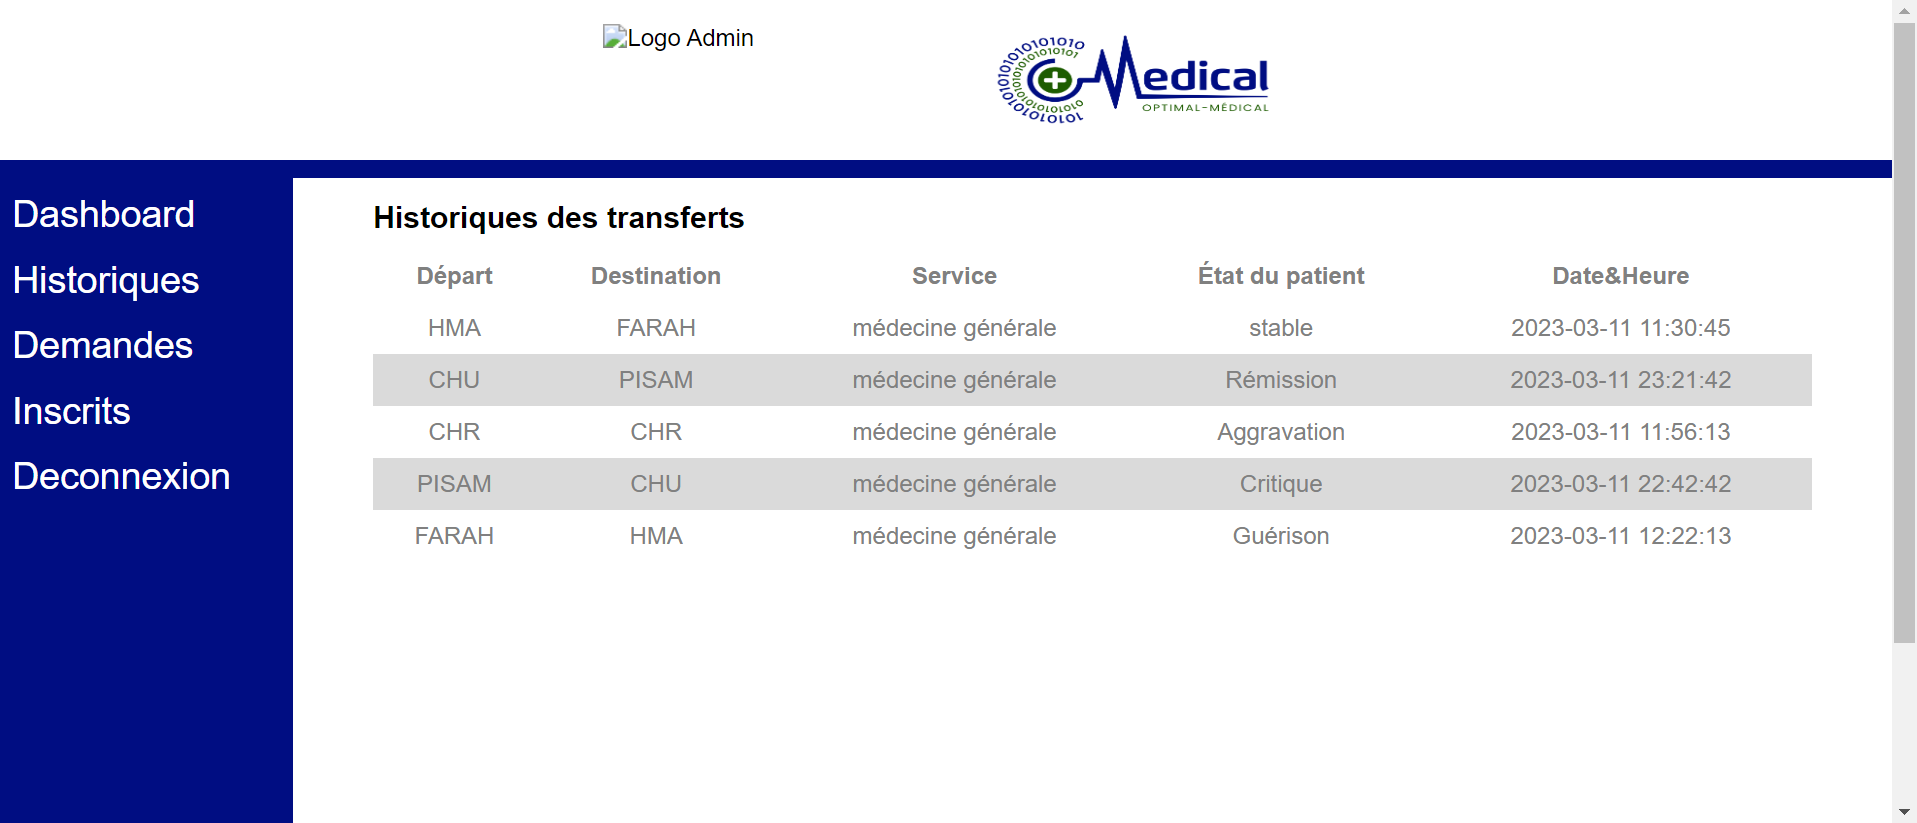 Logo Admin
1010101010101010101010
Medical
OPTIMAL-MÉDICAL
Dashboard
Historiques
Demandes
Inscrits
Deconnexion
Historiques des transferts
Départ Destination Service État du patient Date&Heure
HMA FARAH médecine générale stable 2023-03-11 11:30:45
CHU PISAM médecine générale Rémission 2023-03-11 23:21:42
CHR CHR médecine générale Aggravation 2023-03-11 11:56:13
PISAM CHU médecine générale Critique 2023-03-11 22:42:42
FARAH HMA médecine générale Guérison 2023-03-11 12:22:13